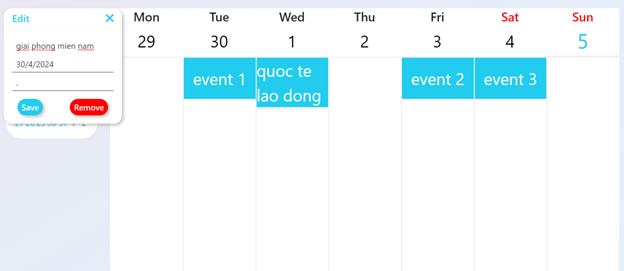 Edit ✕
giai phong mien nam
30/4/2024
.
Save Remove
Mon Tue Wed Thu Fri Sat Sun
29 30 1 2 3 4 5
event 1 quoc te event 2 event 3
lao dong